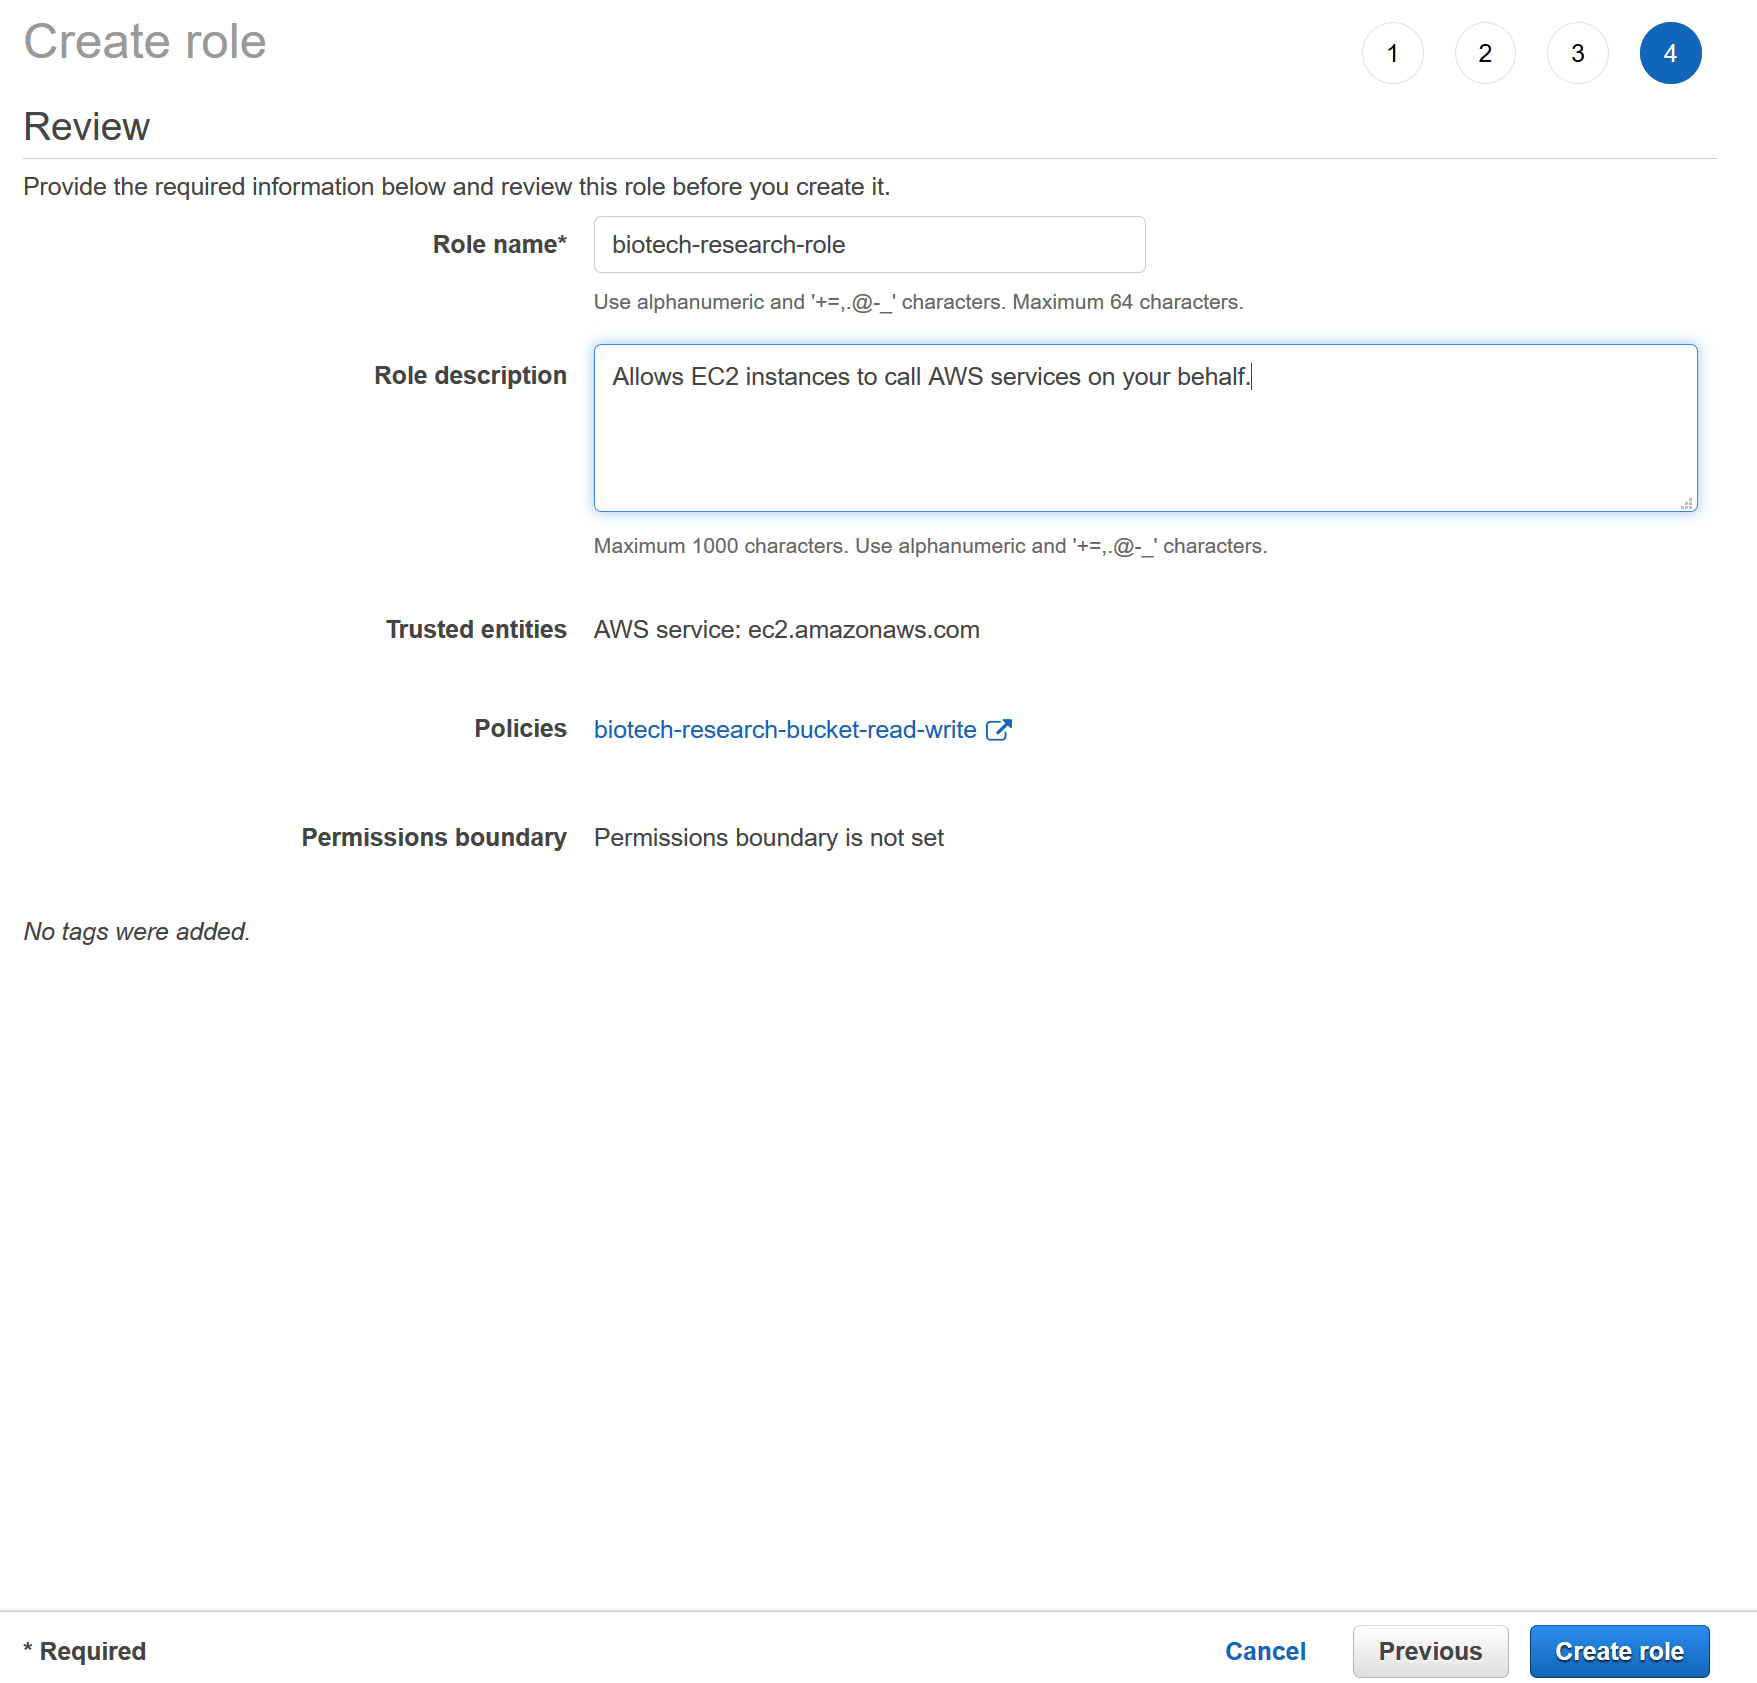 Create role
1 2 3 4
Review
Provide the required information below and review this role before you create it.
Role name* biotech-research-role
Use alphanumeric and '+=,.@-_' characters. Maximum 64 characters.
Role description Allows EC2 instances to call AWS services on your behalf.
Maximum 1000 characters. Use alphanumeric and '+=,.@-_' characters.
Trusted entities AWS service: ec2.amazonaws.com
Policies biotech-research-bucket-read-write
Permissions boundary Permissions boundary is not set
No tags were added.
* Required Cancel Previous Create role